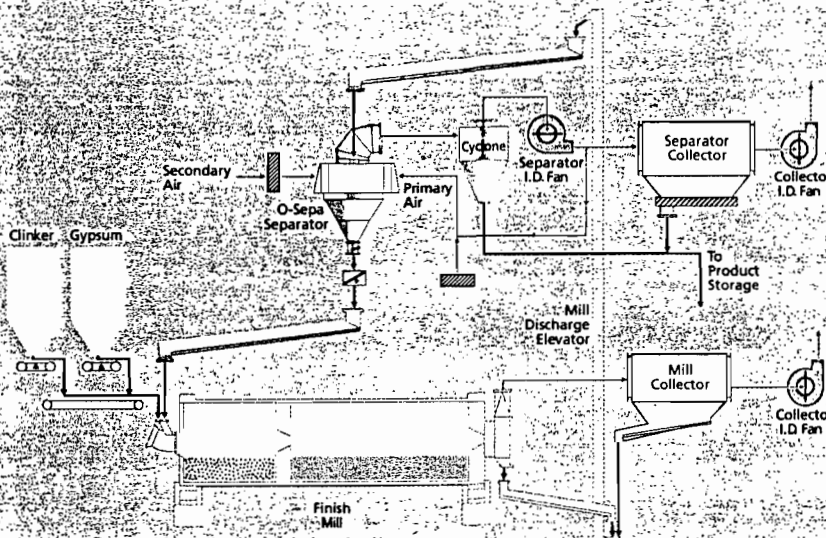 Cyclone
Separator
I.D. Fan
Separator
Collector
Collector
I.D. Fan
Secondary
Air
Primary
Air
O-Sepa
Separator
Clinker
Gypsum
To
Product
Storage
Mill
Discharge
Elevator
Mill
Collector
Collector
I.D. Fan
Finish
Mill